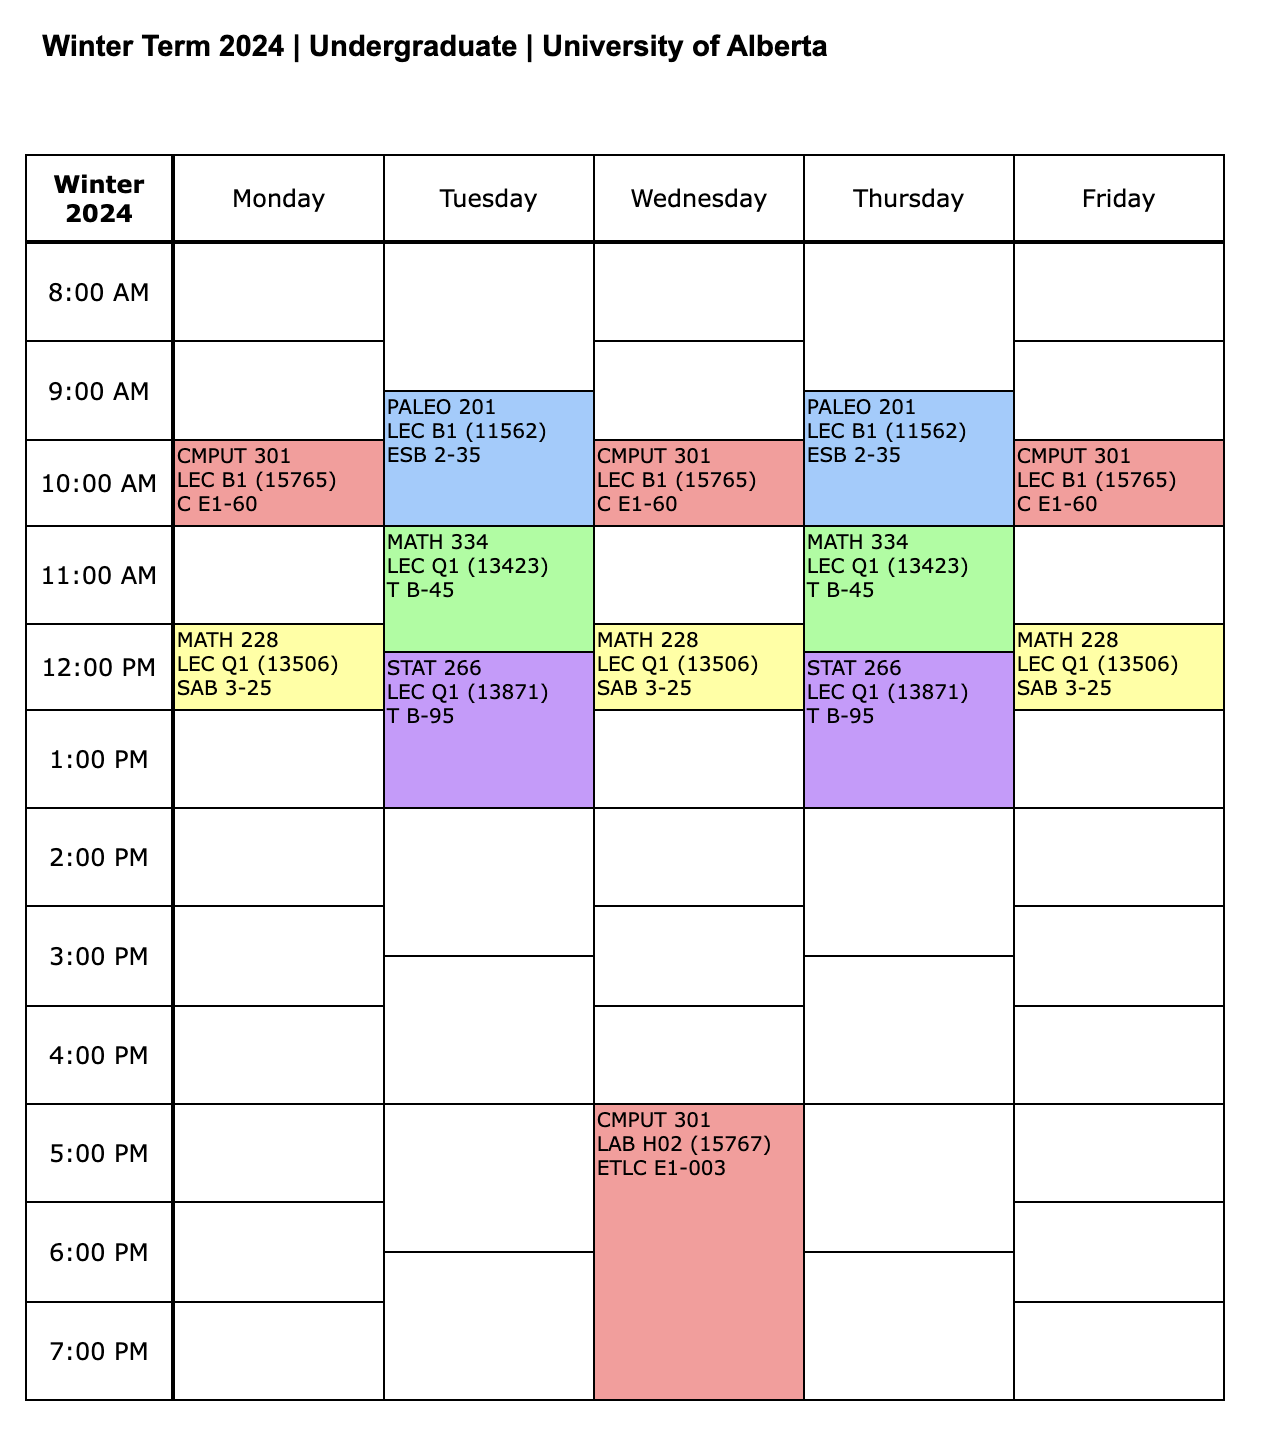 Winter Term 2024 | Undergraduate | University of Alberta
Winter
2024
Monday
Tuesday
Wednesday
Thursday
Friday
8:00 AM
9:00 AM
PALEO 201
LEC B1 (11562)
ESB 2-35
PALEO 201
LEC B1 (11562)
ESB 2-35
10:00 AM
CMPUT 301
LEC B1 (15765)
C E1-60
CMPUT 301
LEC B1 (15765)
C E1-60
CMPUT 301
LEC B1 (15765)
C E1-60
11:00 AM
MATH 334
LEC Q1 (13423)
T B-45
MATH 334
LEC Q1 (13423)
T B-45
12:00 PM
MATH 228
LEC Q1 (13506)
SAB 3-25
STAT 266
LEC Q1 (13871)
T B-95
MATH 228
LEC Q1 (13506)
SAB 3-25
STAT 266
LEC Q1 (13871)
T B-95
MATH 228
LEC Q1 (13506)
SAB 3-25
1:00 PM
2:00 PM
3:00 PM
4:00 PM
5:00 PM
CMPUT 301
LAB H02 (15767)
ETLC E1-003
6:00 PM
7:00 PM